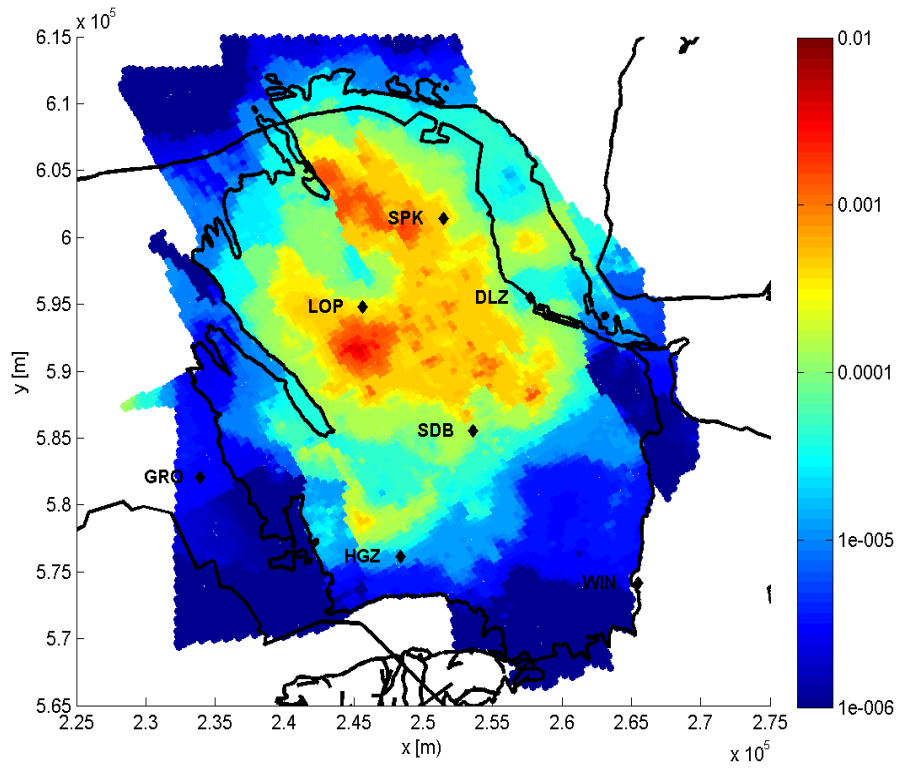 x 10^5
6.15
6.1
6.05
6
5.95
5.9
5.85
5.8
5.75
5.7
5.65
y [m]
SPK
LOP
DLZ
SDB
GRO
HGZ
WIN
2.25
2.3
2.35
2.4
2.45
2.5
2.55
2.6
2.65
2.7
2.75
x [m)
x 10^5
0.01
0.001
0.0001
1e-005
1e-006